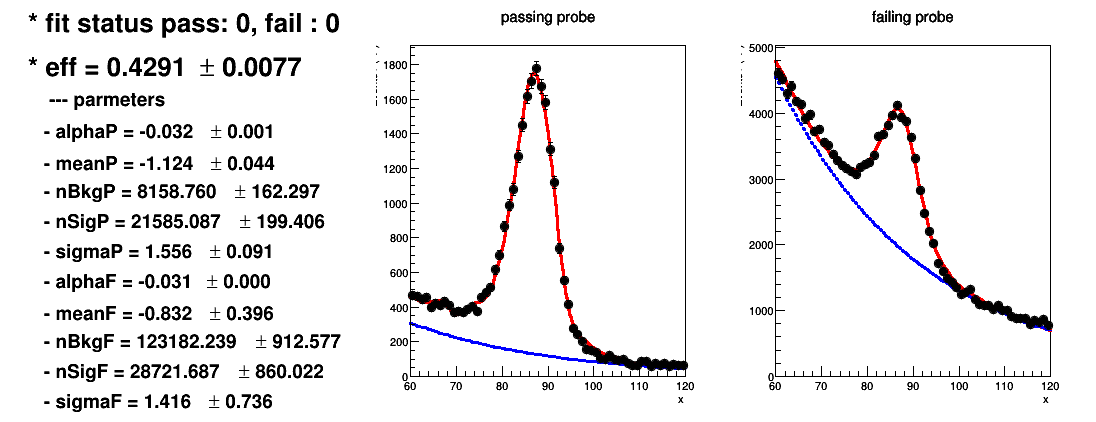 * fit status pass: 0, fail : 0
* eff = 0.4291 ± 0.0077
--- parmeters
- alphaP = -0.032 ± 0.001
- meanP = -1.124 ± 0.044
- nBkgP = 8158.760 ± 162.297
- nSigP = 21585.087 ± 199.406
- sigmaP = 1.556 ± 0.091
- alphaF = -0.031 ± 0.000
- meanF = -0.832 ± 0.396
- nBkgF = 123182.239 ± 912.577
- nSigF = 28721.687 ± 860.022
- sigmaF = 1.416 ± 0.736
passing probe
1800
1600
1400
1200
1000
800
600
400
200
0
60 70 80 90 100 110 120
x
failing probe
5000
4000
3000
2000
1000
0
60 70 80 90 100 110 120
x